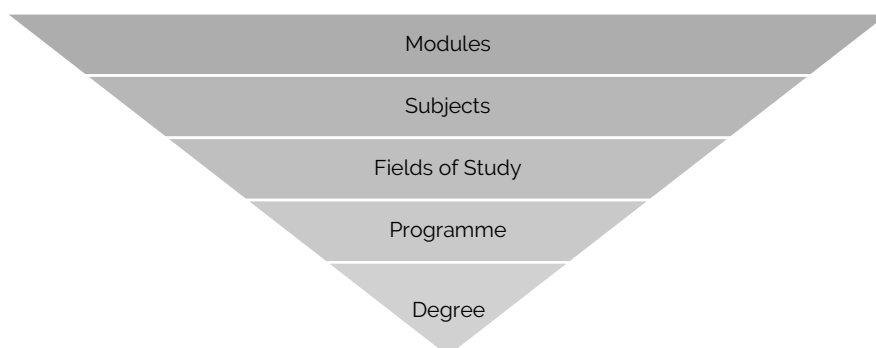 Modules
Subjects
Fields of Study
Programme
Degree